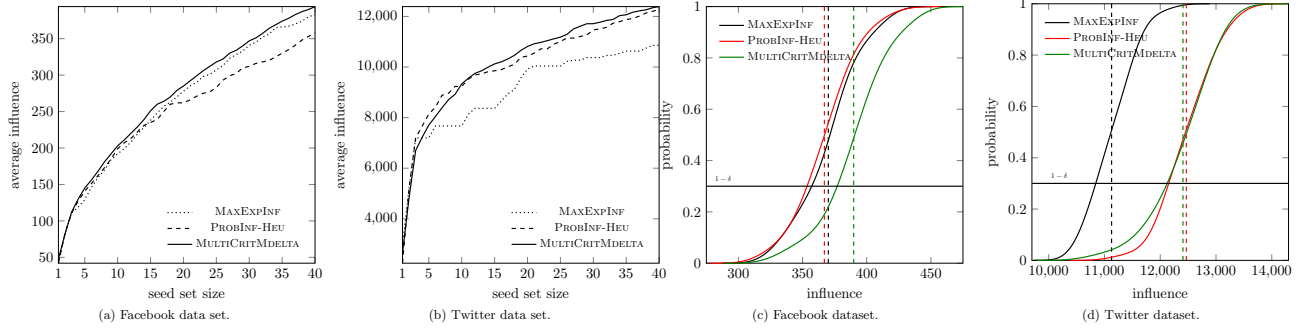 350
300
250
200
150
100
50
average influence
1
5
10
15
20
25
30
35
40
seed set size
MAXEXPINF
PROBINF-HEU
MULTICRITMDELTA
(a) Facebook data set.
12,000
10,000
8,000
6,000
4,000
average influence
1
5
10
15
20
25
30
35
40
seed set size
MAXEXPINF
PROBINF-HEU
MULTICRITMDELTA
(b) Twitter data set.
1
0.8
0.6
0.4
0.2
0
probability
MAXEXPINF
PROBINF-HEU
MULTICRITMDELTA
1 − δ
300
350
400
450
influence
(c) Facebook dataset.
1
0.8
0.6
0.4
0.2
0
probability
MAXEXPINF
PROBINF-HEU
MULTICRITMDELTA
1 − δ
10,000
11,000
12,000
13,000
14,000
influence
(d) Twitter dataset.